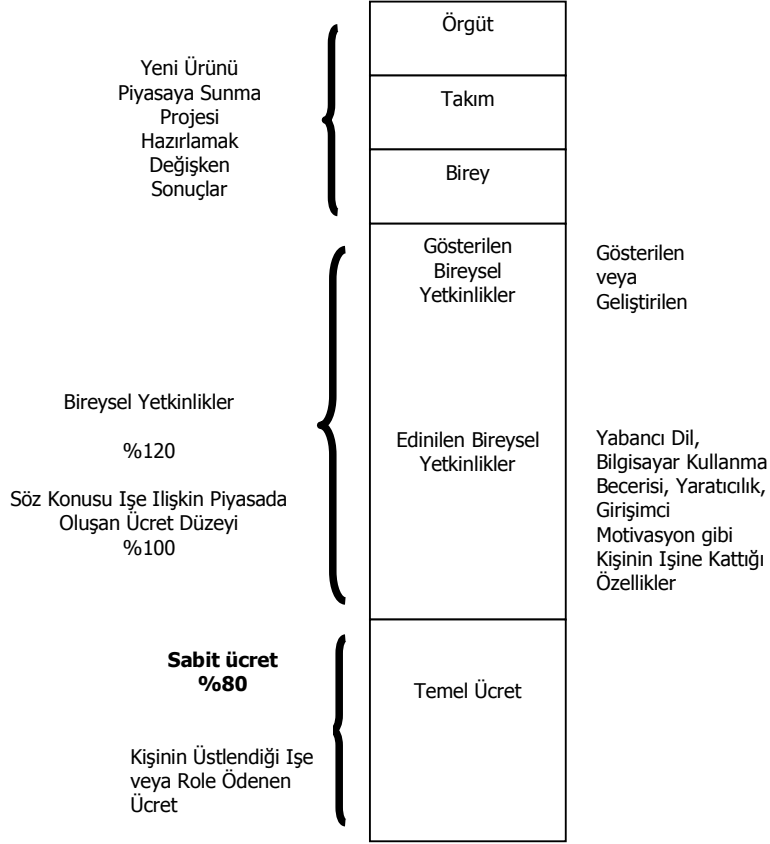 Yeni Ürünü
Piyasaya Sunma
Projesi
Hazırlamak
Değişken
Sonuçlar
Örgüt
Takım
Birey
Gösterilen
Bireysel
Yetkinlikler
Gösterilen
veya
Geliştirilen
Bireysel Yetkinlikler
%120
Söz Konusu Işe Ilişkin Piyasada
Oluşan Ücret Düzeyi
%100
Edinilen Bireysel
Yetkinlikler
Yabancı Dil,
Bilgisayar Kullanma
Becerisi, Yaratıcılık,
Girişimci
Motivasyon gibi
Kişinin Işine Kattığı
Özellikler
Sabit ücret
%80
Kişinin Üstlendiği Işe
veya Role Ödenen
Ücret
Temel Ücret